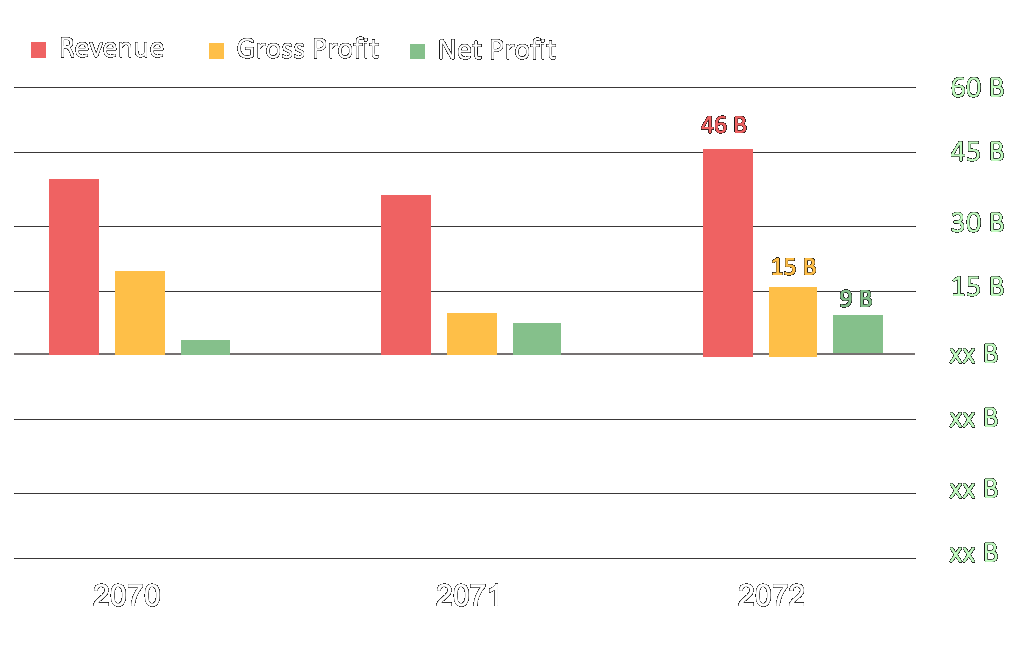 Revenue Gross Profit Net Profit
60 B
46 B
45 B
30 B
15 B
15 B
9 B
xx B
xx B
xx B
xx B
2070 2071 2072